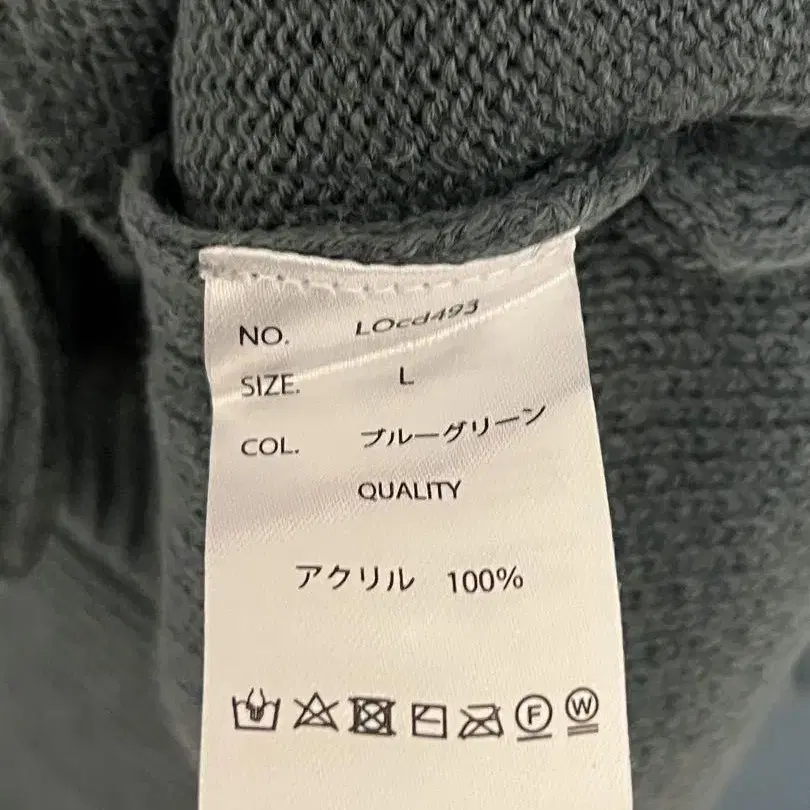 NO. LOcd493
SIZE. L
COL. ブルーグリーン
QUALITY
アクリル 100%
F W